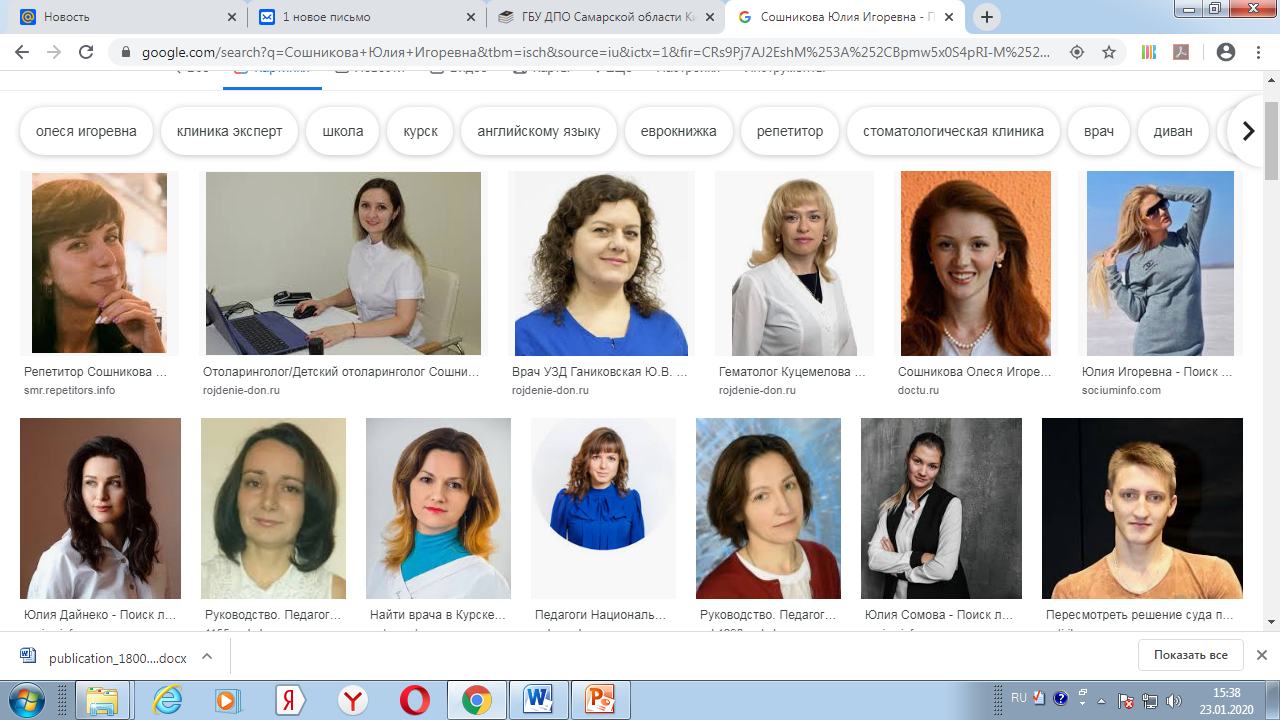 Новость
1 новое письмо
ГБУ ДПО Самарской области Ки
Сошникова Юлия Игоревна - П
google.com/search?q=Сошникова+Юлия+Игоревна&tbm=isch&source=iu&ictx=1&fir=CRs9Pj7AJ2EshM%253A%252CBpmw5x0S4pRI-M%252...
олеся игоревна
клиника эксперт
школа
курск
английскому языку
еврокнижка
репетитор
стоматологическая клиника
врач
диван
Репетитор Сошникова ...
smr.repetitors.info
Отоларинголог/Детский отоларинголог Сошни...
rojdenie-don.ru
Врач УЗД Ганиковская Ю.В. ...
rojdenie-don.ru
Гематолог Куцемелова ...
rojdenie-don.ru
Сошникова Олеся Игоре...
doctu.ru
Юлия Игоревна - Поиск ...
sociuminfo.com
Юлия Дайнеко - Поиск л...
Руководство. Педагог...
Найти врача в Курске...
Педагоги Националь...
Руководство. Педагог...
Юлия Сомова - Поиск л...
Пересмотреть решение суда п...
publication_1800....docx
Показать все
RU
15:38
23.01.2020